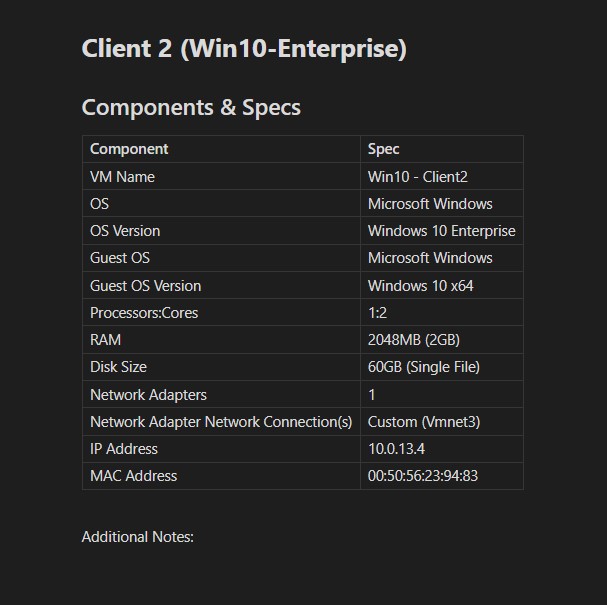 Client 2 (Win10-Enterprise)
Components & Specs
Component Spec
VM Name Win10 - Client2
OS Microsoft Windows
OS Version Windows 10 Enterprise
Guest OS Microsoft Windows
Guest OS Version Windows 10 x64
Processors:Cores 1:2
RAM 2048MB (2GB)
Disk Size 60GB (Single File)
Network Adapters 1
Network Adapter Network Connection(s) Custom (Vmnet3)
IP Address 10.0.13.4
MAC Address 00:50:56:23:94:83
Additional Notes: